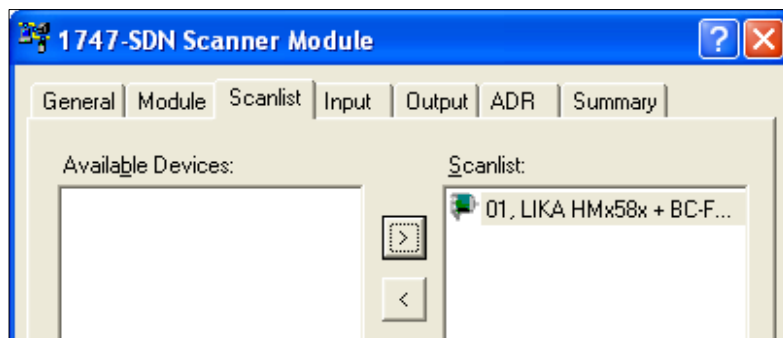 1747-SDN Scanner Module
General Module Scanlist Input Output ADR Summary
Available Devices:
Scanlist:
>
01, LIKA HMx58x + BC-F...
<